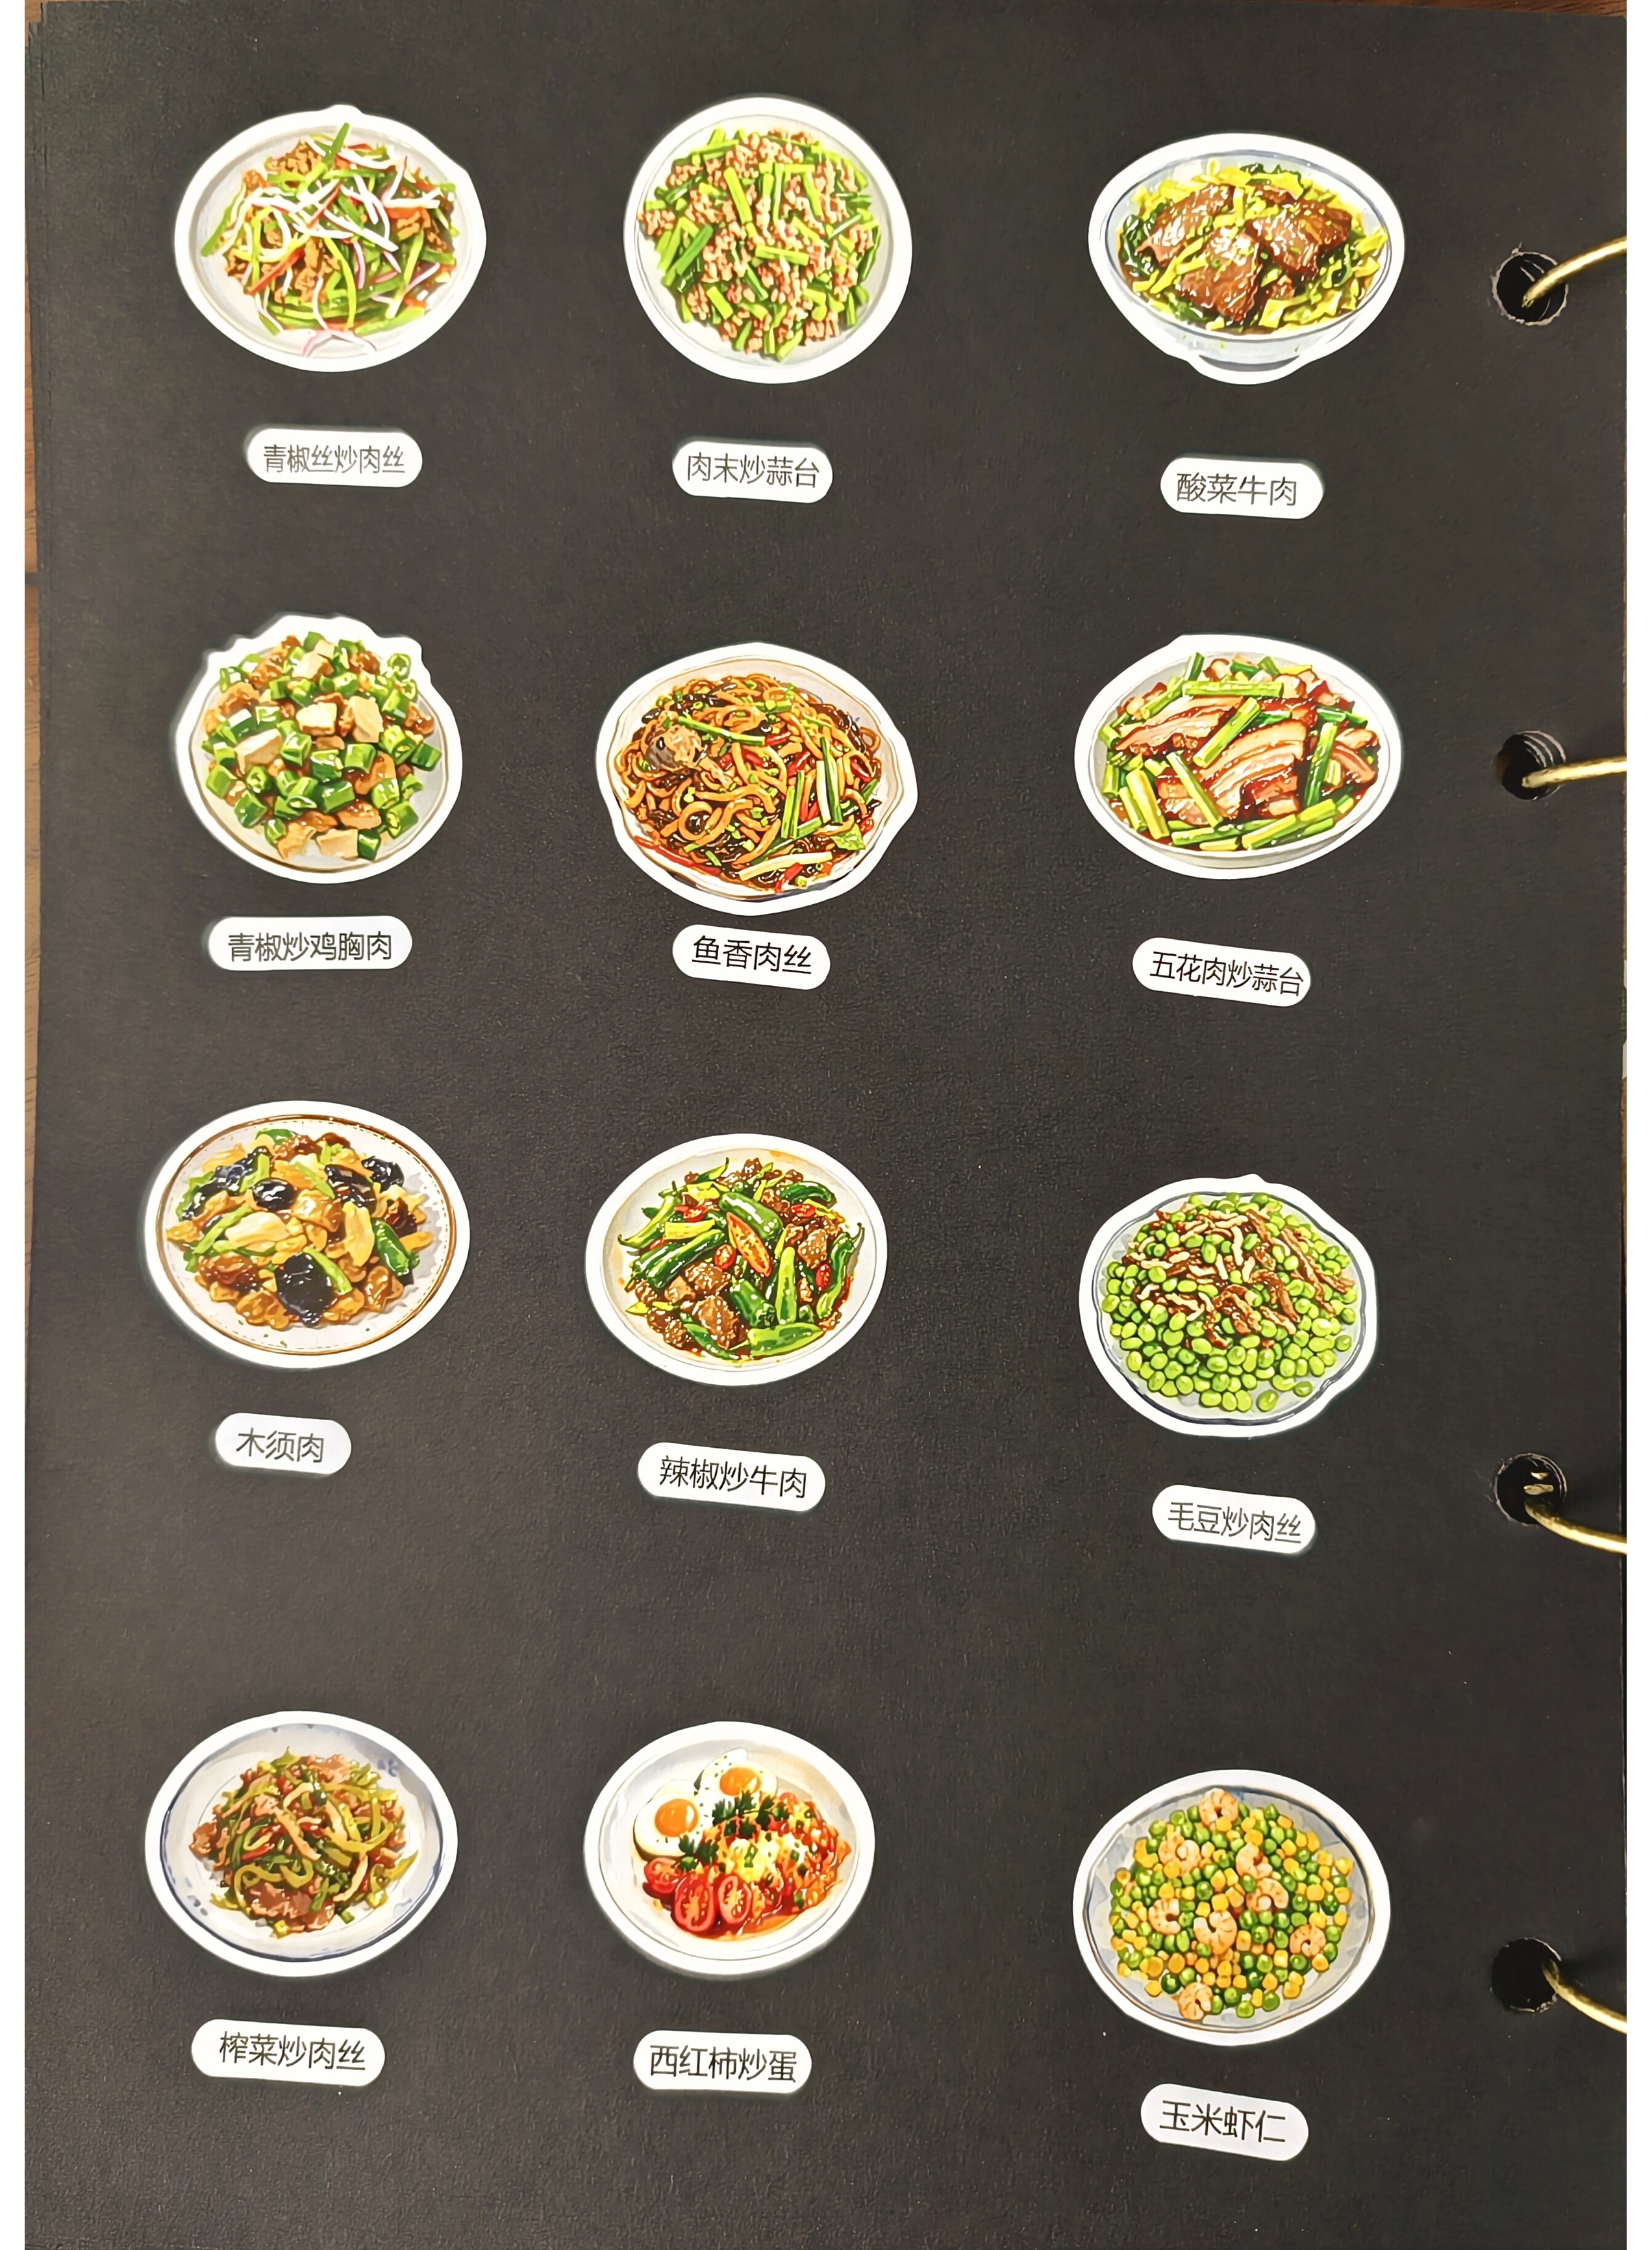 青椒丝炒肉丝
肉末炒蒜台
酸菜牛肉
青椒炒鸡胸肉
鱼香肉丝
五花肉炒蒜台
木须肉
辣椒炒牛肉
毛豆炒肉丝
榨菜炒肉丝
西红柿炒蛋
玉米虾仁